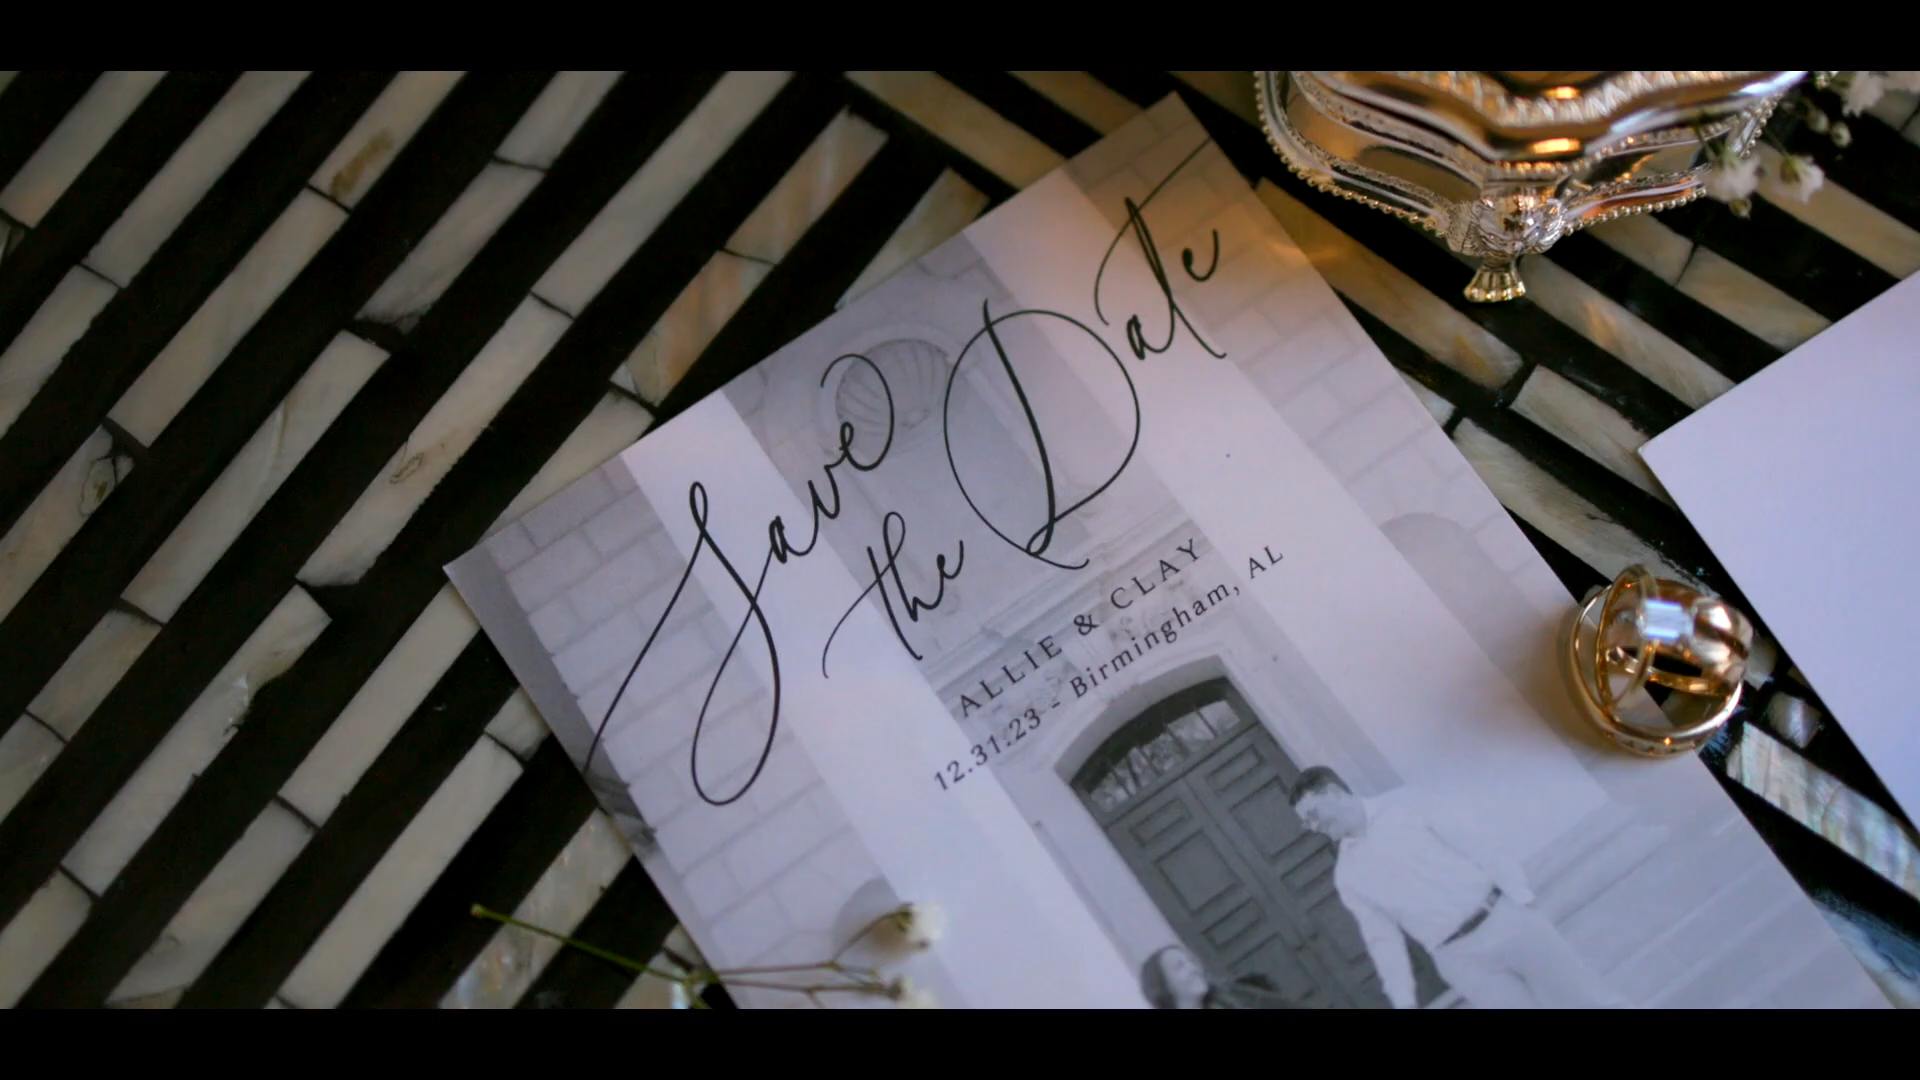 Save
the Date
ALLIE & CLAY
12.31.23 - Birmingham, AL